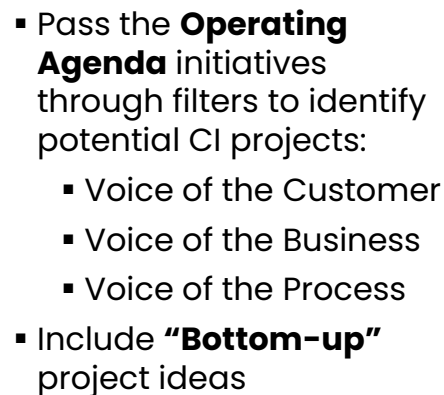 ▪ Pass the Operating
Agenda initiatives
through filters to identify
potential CI projects:
▪ Voice of the Customer
▪ Voice of the Business
▪ Voice of the Process
▪ Include “Bottom-up”
project ideas